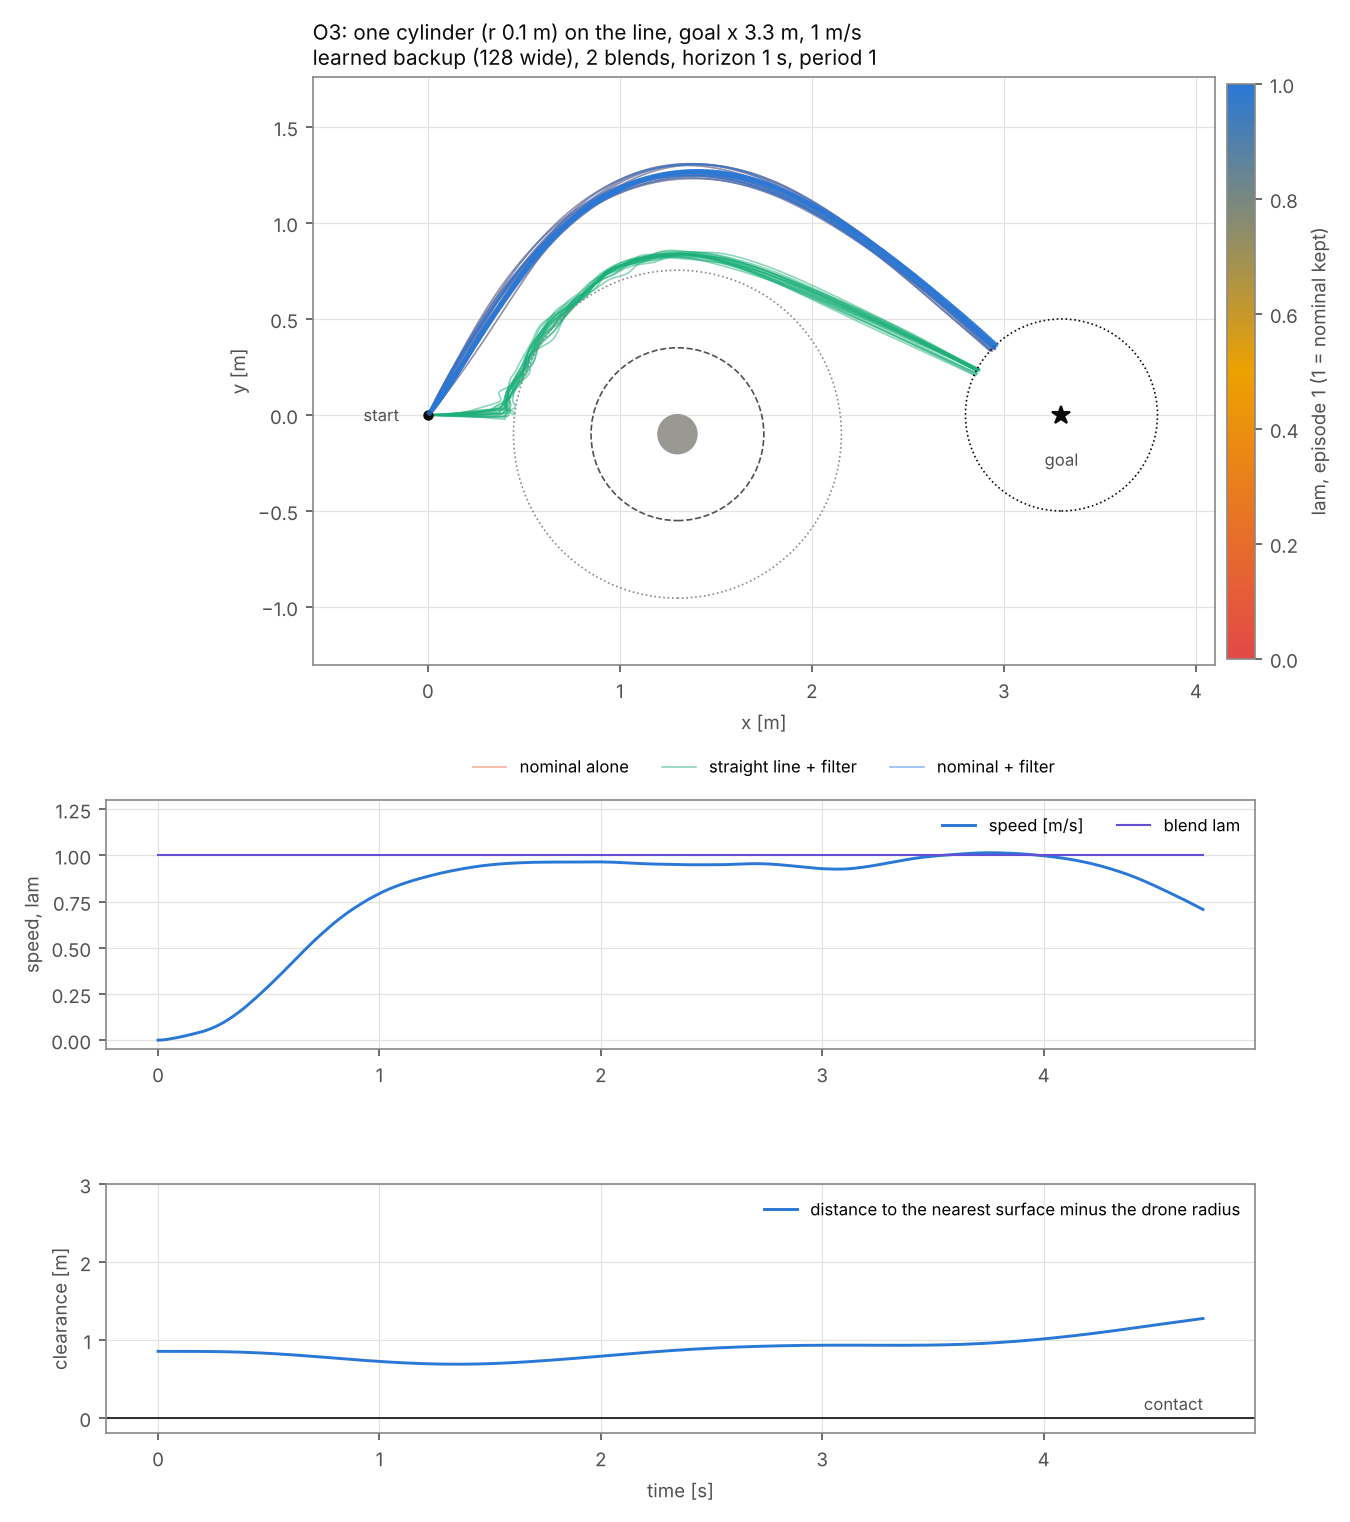 O3: one cylinder (r 0.1 m) on the line, goal x 3.3 m, 1 m/s
learned backup (128 wide), 2 blends, horizon 1 s, period 1
1.5
1.0
0.5
0.0
−0.5
−1.0
y [m]
start
goal
0
1
2
3
4
x [m]
1.0
0.8
0.6
0.4
0.2
0.0
lam, episode 1 (1 = nominal kept)
nominal alone
straight line + filter
nominal + filter
1.25
1.00
0.75
0.50
0.25
0.00
speed, lam
speed [m/s]
blend lam
0
1
2
3
4
3
2
1
0
clearance [m]
distance to the nearest surface minus the drone radius
contact
0
1
2
3
4
time [s]